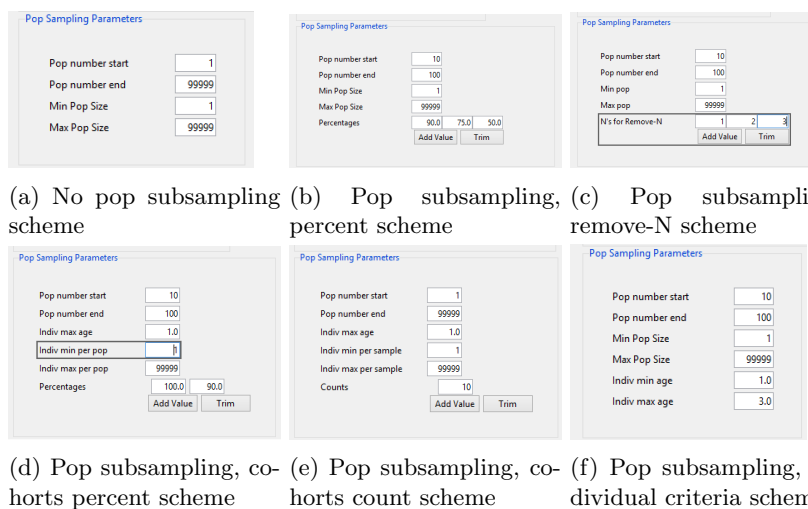 Pop Sampling Parameters
Pop number start 1
Pop number end 99999
Min Pop Size 1
Max Pop Size 99999
(a) No pop subsampling
scheme
Pop Sampling Parameters
Pop number start 10
Pop number end 100
Min Pop Size 1
Max Pop Size 99999
Percentages 90.0 75.0 50.0
Add Value Trim
(b) Pop subsampling,
percent scheme
Pop Sampling Parameters
Pop number start 10
Pop number end 100
Min pop 1
Max pop 99999
N's for Remove-N 1 2 3
Add Value Trim
(c) Pop subsampli
remove-N scheme
Pop Sampling Parameters
Pop number start 10
Pop number end 100
Indiv max age 1.0
Indiv min per pop 1
Indiv max per pop 99999
Percentages 100.0 90.0
Add Value Trim
(d) Pop subsampling, co-
horts percent scheme
Pop Sampling Parameters
Pop number start 1
Pop number end 99999
Indiv max age 1.0
Indiv min per sample 1
Indiv max per sample 99999
Counts 10
Add Value Trim
(e) Pop subsampling, co-
horts count scheme
Pop Sampling Parameters
Pop number start 10
Pop number end 100
Min Pop Size 1
Max Pop Size 99999
Indiv min age 1.0
Indiv max age 3.0
(f) Pop subsampling,
dividual criteria schem